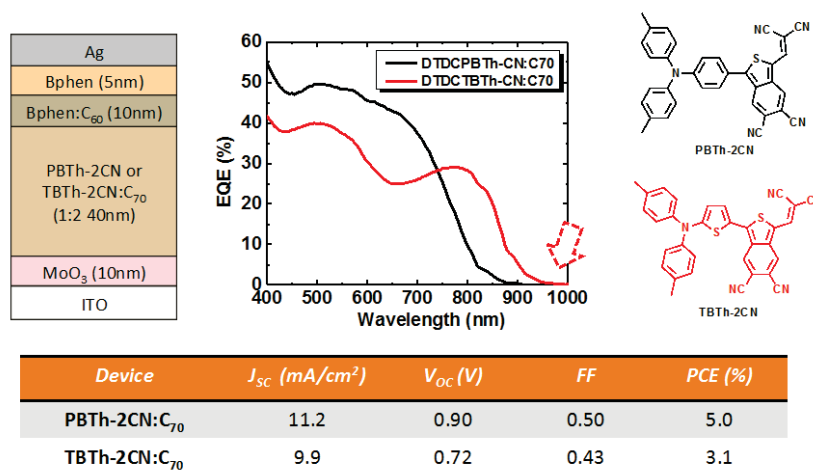 Ag
Bphen (5nm)
Bphen:C60 (10nm)
PBTh-2CN or
TBTh-2CN:C70
(1:2 40nm)
MoO3 (10nm)
ITO
EQE (%)
60
50
40
30
20
10
0
400 500 600 700 800 900 1000
Wavelength (nm)
DTDCPBTh-CN:C70
DTDCTBTh-CN:C70
CN
NC
S
N
NC
CN
PBTh-2CN
NC
C
S
S
N
NC
CN
TBTh-2CN
Device JSC (mA/cm²) VOC (V) FF PCE (%)
PBTh-2CN:C70 11.2 0.90 0.50 5.0
TBTh-2CN:C70 9.9 0.72 0.43 3.1